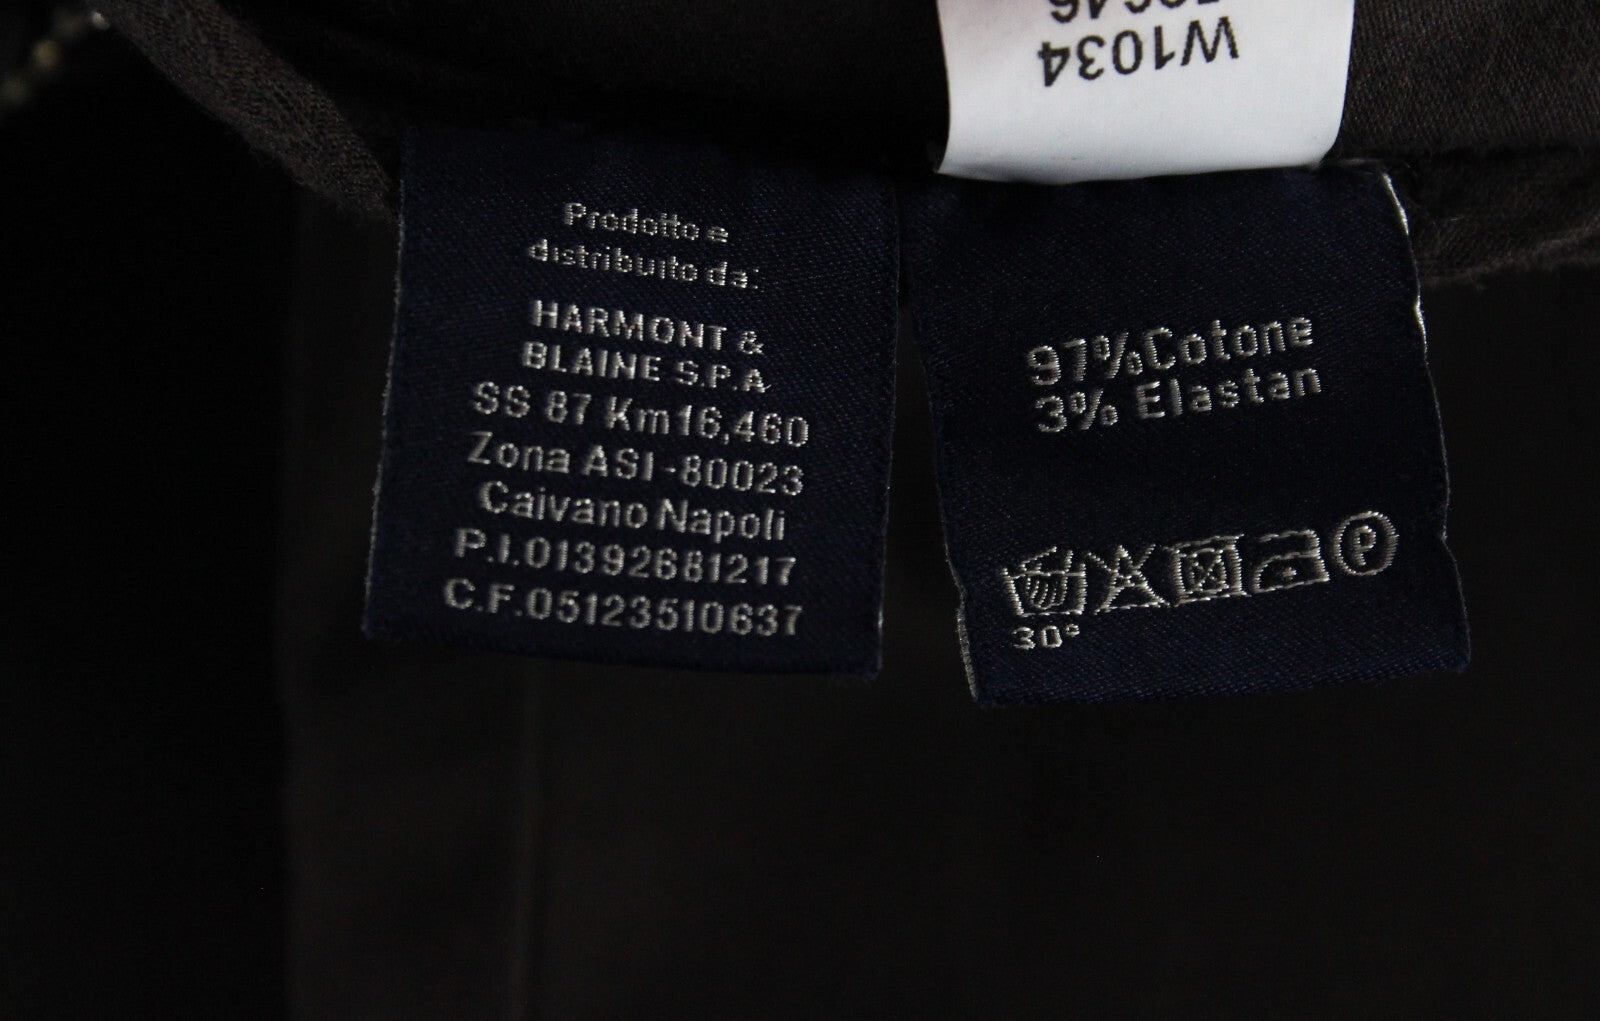 W1034
Prodotto e
distribuito da:
HARMONT &
BLAINE S.P.A
SS 87 Km16,460
Zona ASI-80023
Caivano Napoli
P.I.01392681217
C.F.05123510637
97%Cotone
3% Elastan
P
30°